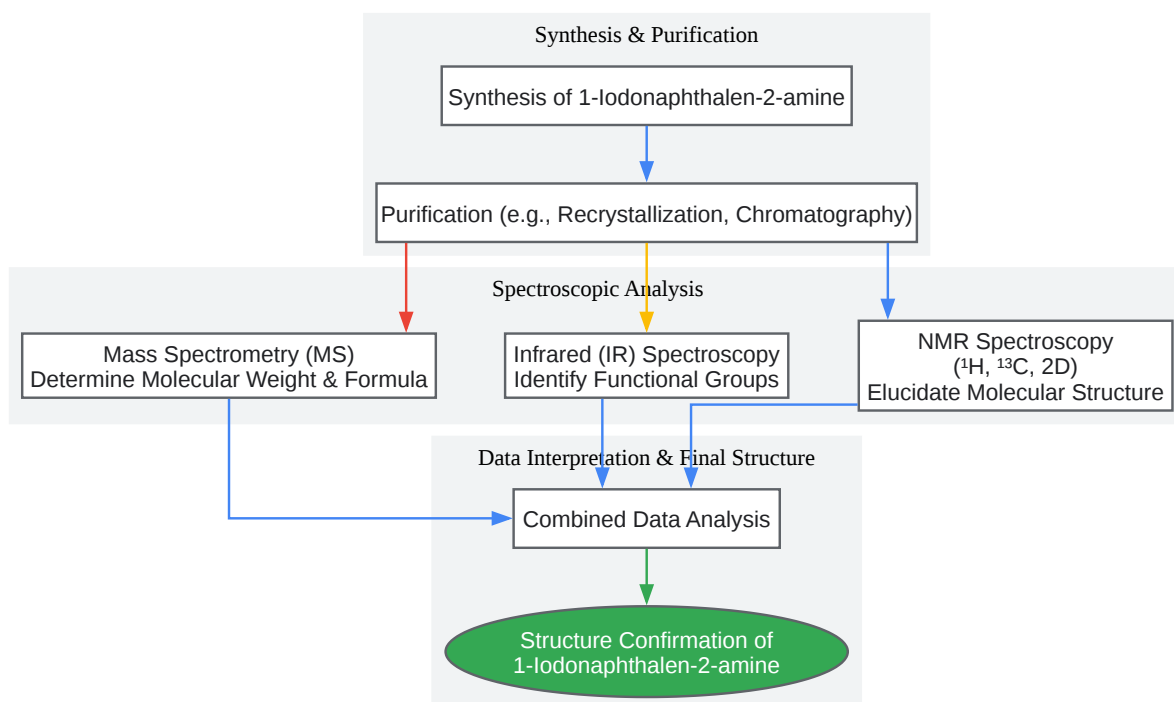 Synthesis & Purification
Synthesis of 1-Iodonaphthalen-2-amine
Purification (e.g., Recrystallization, Chromatography)
Spectroscopic Analysis
Mass Spectrometry (MS)
Determine Molecular Weight & Formula
Infrared (IR) Spectroscopy
Identify Functional Groups
NMR Spectroscopy
(¹H, ¹³C, 2D)
Elucidate Molecular Structure
Data Interpretation & Final Structure
Combined Data Analysis
Structure Confirmation of
1-Iodonaphthalen-2-amine